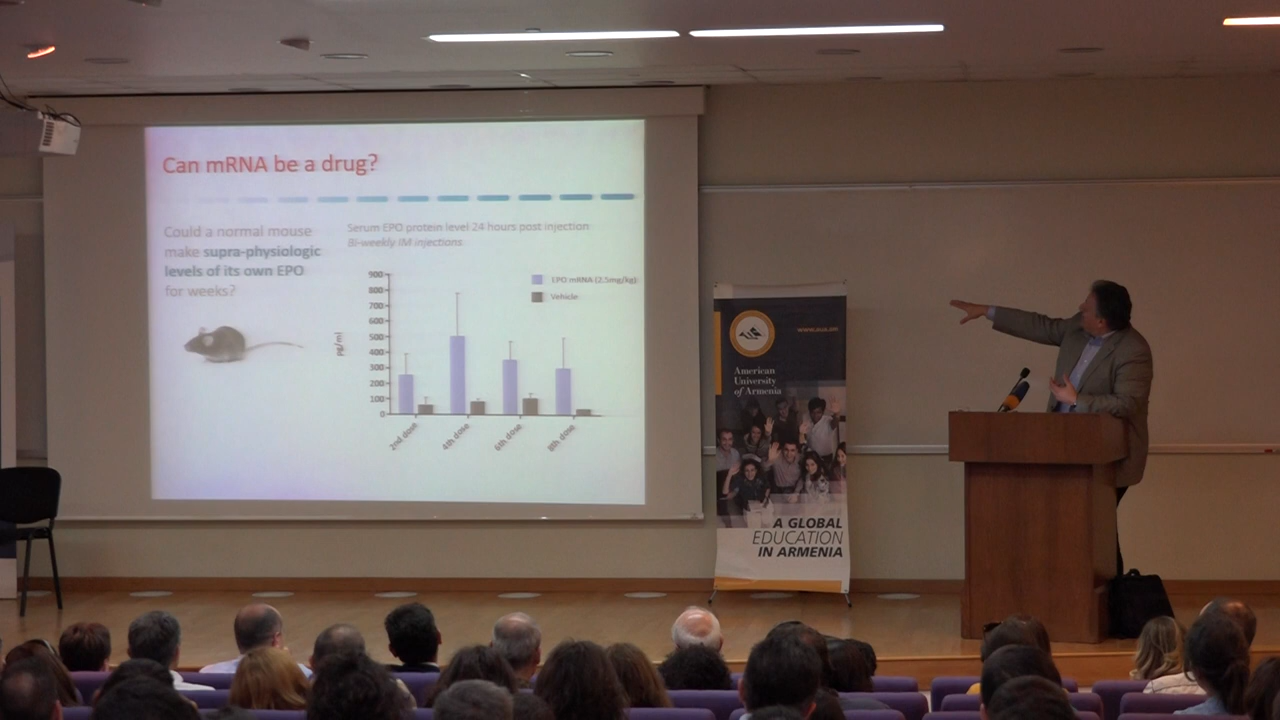 Can mRNA be a drug?
Could a normal mouse
make supra-physiologic
levels of its own EPO
for weeks?
Serum EPO protein level 24 hours post injection
Bi-weekly IM injections
EPO mRNA (2.5mg/kg)
Vehicle
pg/ml
900
800
700
600
500
400
300
200
100
0
2nd dose
4th dose
6th dose
8th dose
American
University
of Armenia
A GLOBAL
EDUCATION
IN ARMENIA